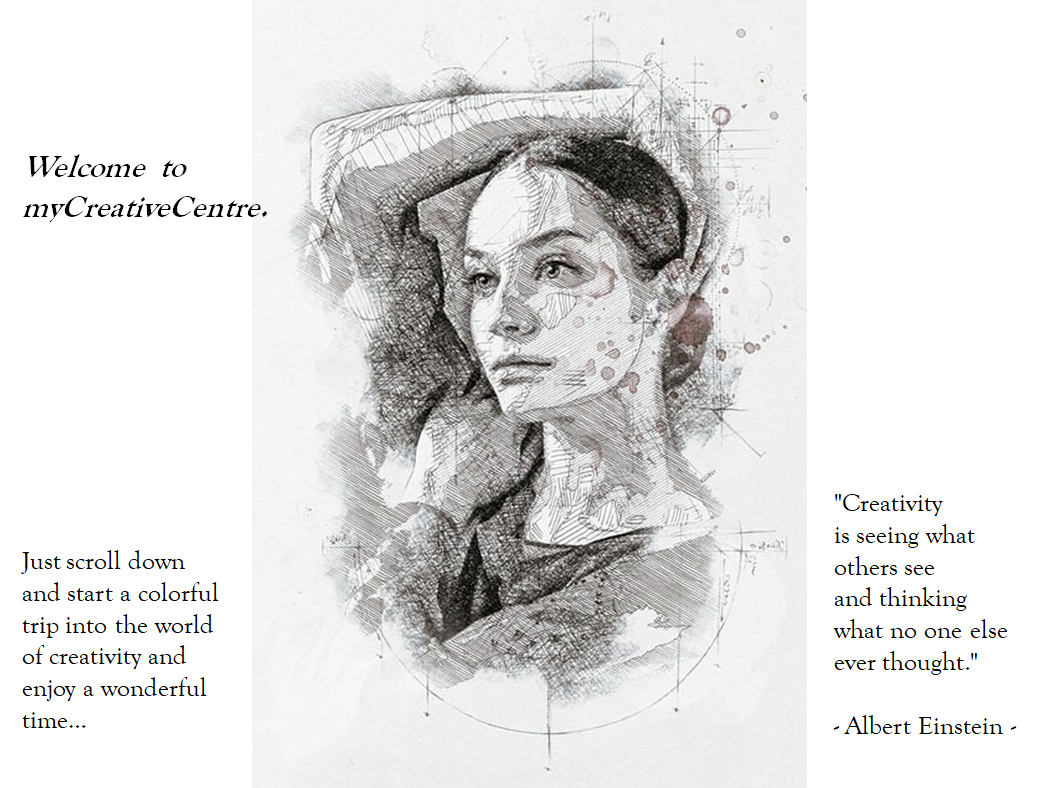 Welcome to
myCreativeCentre.
Just scroll down
and start a colorful
trip into the world
of creativity and
enjoy a wonderful
time...
"Creativity
is seeing what
others see
and thinking
what no one else
ever thought."
- Albert Einstein -